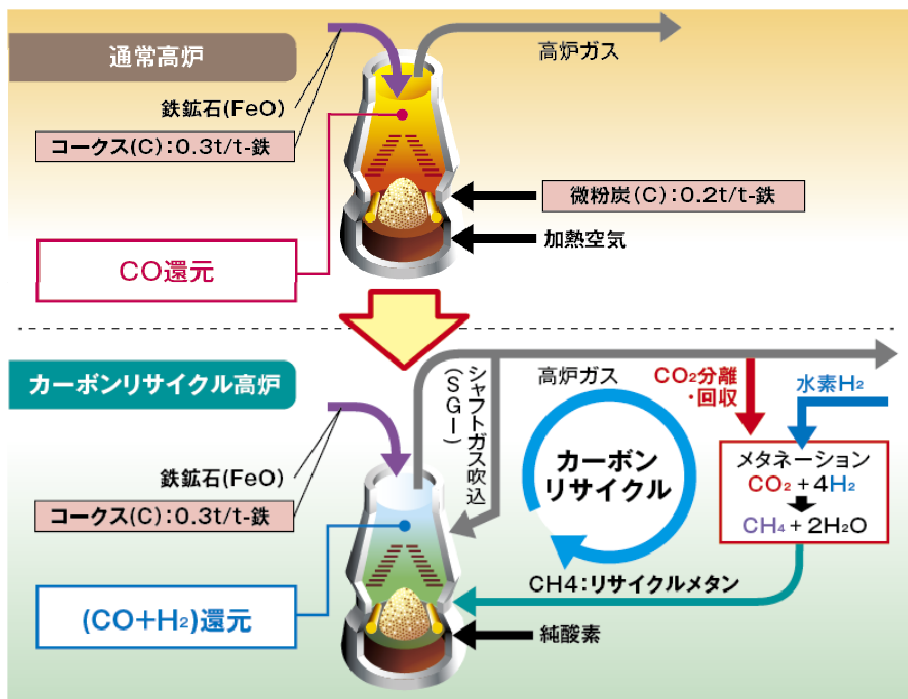 通常高炉
高炉ガス
鉄鉱石(FeO)
コークス(C):0.3t/t-鉄
微粉炭(C):0.2t/t-鉄
加熱空気
CO還元
カーボンリサイクル高炉
シャフトガス吹込
(SGI)
高炉ガス
CO₂分離
・回収
水素H₂
鉄鉱石(FeO)
コークス(C):0.3t/t-鉄
カーボン
リサイクル
メタネーション
CO₂+4H₂
CH₄+2H₂O
CH4:リサイクルメタン
(CO+H₂)還元
純酸素